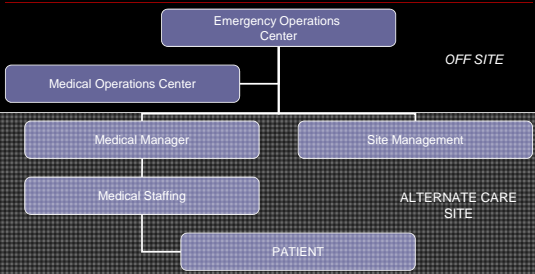 Emergency Operations
Center
OFF SITE
Medical Operations Center
Medical Manager
Site Management
Medical Staffing
ALTERNATE CARE
SITE
PATIENT